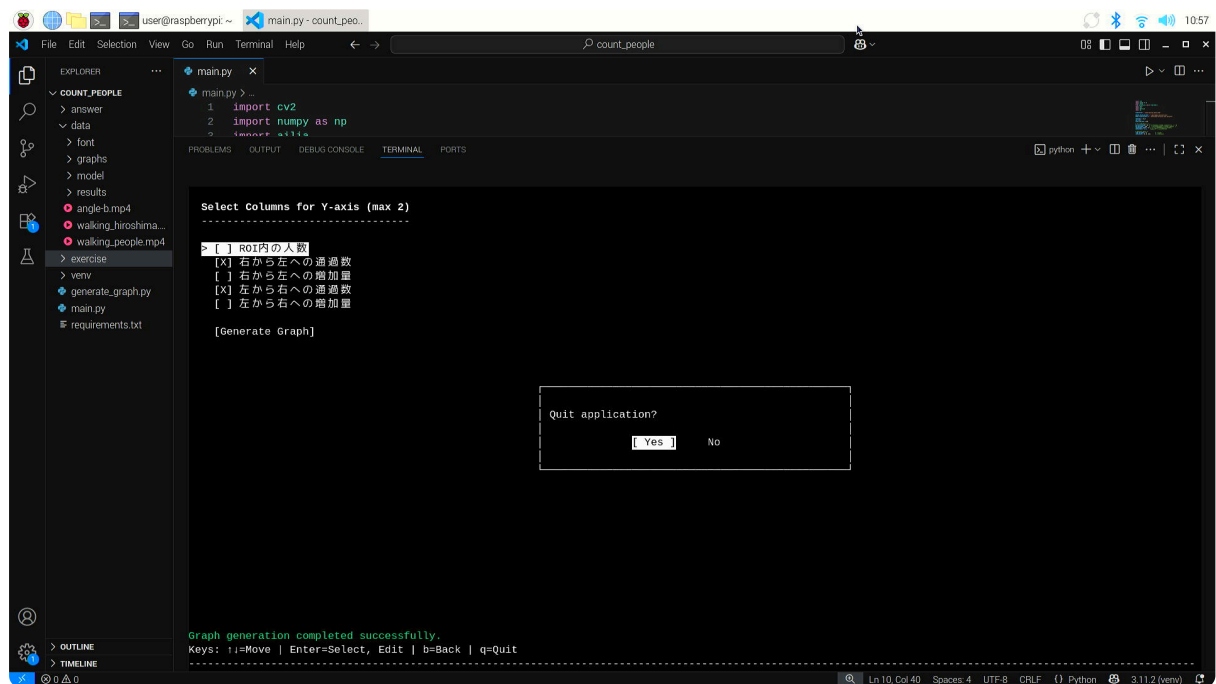 user@raspberrypi: ~
main.py - count_peo..
10:57
File Edit Selection View Go Run Terminal Help
count_people
EXPLORER
main.py
COUNT_PEOPLE
main.py > ...
answer
1 import cv2
data
2 import numpy as np
font
3 import ailia
PROBLEMS OUTPUT DEBUG CONSOLE TERMINAL PORTS
python
graphs
model
results
angle-b.mp4
walking_hiroshima....
walking_people.mp4
exercise
venv
generate_graph.py
main.py
requirements.txt
Select Columns for Y-axis (max 2)
---------------------------------
> [ ] ROI内の人数
[X] 右から左への通過数
[ ] 右から左への増加量
[X] 左から右への通過数
[ ] 左から右への増加量
[Generate Graph]
Quit application?
[ Yes ] No
Graph generation completed successfully.
Keys: ↑↓=Move | Enter=Select, Edit | b=Back | q=Quit
OUTLINE
TIMELINE
0 0
Ln 10, Col 40 Spaces: 4 UTF-8 CRLF {} Python 3.11.2 (venv)